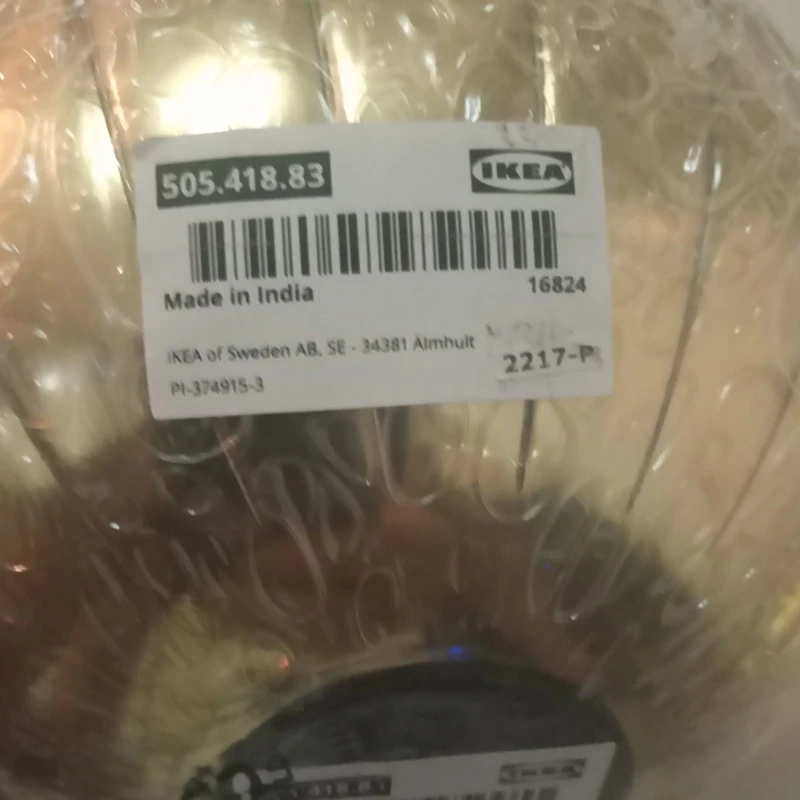 505.418.83
IKEA
Made in India
16824
IKEA of Sweden AB, SE - 34381 Älmhult
2217-P
PI-374915-3
IKEA